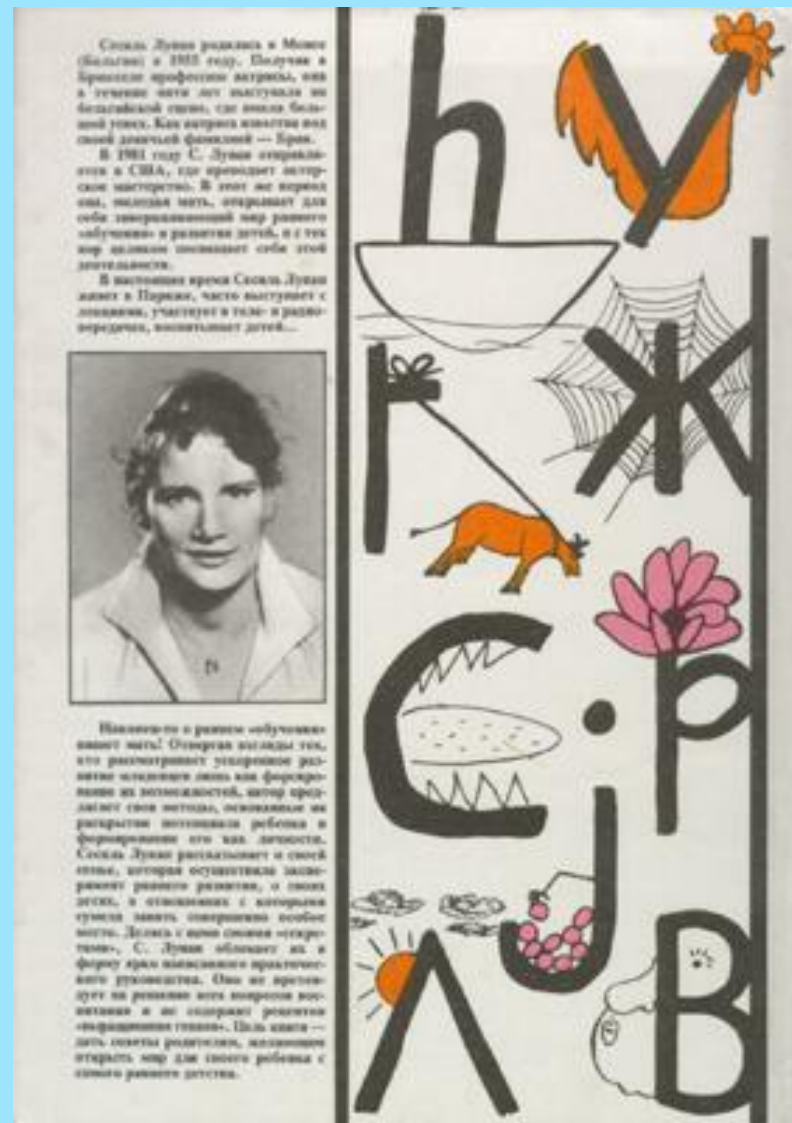 Сесиль Лупан родилась в Монсе
(Бельгия) в 1955 году. Получив в
Брюсселе профессию актрисы, она
в течение пяти лет выступала на
бельгийской сцене, где имела боль-
шой успех. Как актриса известна под
своей девичьей фамилией —
В 1981 году С. Лупан отправля-
ется в США, где преподает актер-
ское мастерство. В этот же период
она, молодая мать, открывает для
себя завораживающий мир раннего
«обучения» и развития детей, и с тех
пор целиком посвящает себя этой
деятельности.
В настоящее время Сесиль Лупан
живет в Париже, часто выступает с
лекциями, участвует в теле- и радио-
передачах, воспитывает детей...
h У
Г Ж
С j Р
Л В
Наконец-то о раннем «обучении»
пишет мать! Отвергая взгляды тех,
кто рассматривает ускоренное раз-
витие младенцев лишь как форсиро-
вание их возможностей, автор пред-
лагает свои методы, основанные на
раскрытии потенциала ребенка и
формировании его как личности.
Сесиль Лупан рассказывает о своей
семье, которая осуществила экспе-
римент раннего развития, о своих
детях, в отношениях с которыми
сумела занять совершенно особое
место. Делясь с нами своими «секре-
тами», С. Лупан облекает их в
форму ярко написанного практичес-
кого руководства. Она не претен-
дует на решение всех вопросов вос-
питания и не содержит рецептов
«выращивания гениев». Цель книги —
дать советы родителям, желающим
открыть мир для своего ребенка с
самого раннего детства.